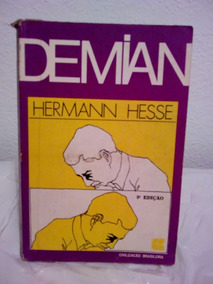 DEMIAN
HERMANN HESSE
9ª EDIÇÃO
CIVILIZAÇÃO BRASILEIRA